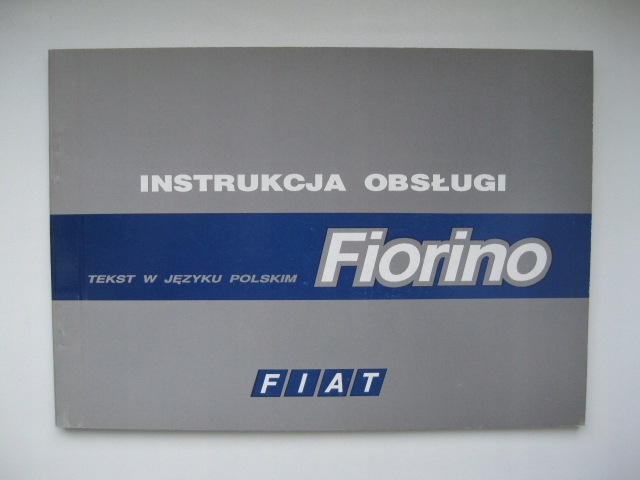 INSTRUKCJA OBSŁUGI
TEKST W JĘZYKU POLSKIM Fiorino
FIAT